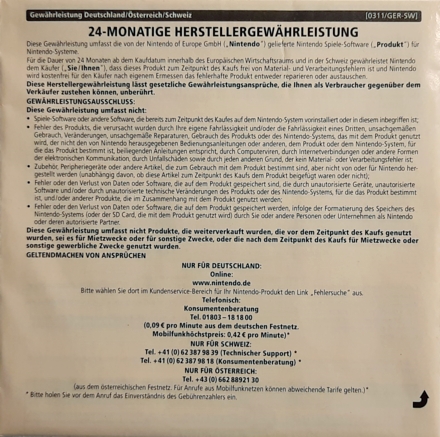 Gewährleistung Deutschland/Österreich/Schweiz [0311/GER-SW]
24-MONATIGE HERSTELLERGEWÄHRLEISTUNG
Diese Gewährleistung umfasst die von der Nintendo of Europe GmbH („Nintendo“) gelieferte Nintendo Spiele-Software („Produkt“) für
Nintendo-Systeme.
Für die Dauer von 24 Monaten ab dem Kaufdatum innerhalb des Europäischen Wirtschaftsraums und in der Schweiz gewährleistet Nintendo
dem Käufer („Sie/Ihnen“), dass dieses Produkt zum Zeitpunkt des Kaufs frei von Material- und Verarbeitungsfehlern ist und Nintendo
wird kostenfrei für den Käufer nach eigenem Ermessen das fehlerhafte Produkt entweder reparieren oder austauschen.
Diese Herstellergewährleistung lässt gesetzliche Gewährleistungsansprüche, die Ihnen als Verbraucher gegenüber dem
Verkäufer zustehen können, unberührt.
GEWÄHRLEISTUNGSAUSSCHLUSS:
Diese Gewährleistung umfasst nicht:
• Spiele-Software oder andere Software, die bereits zum Zeitpunkt des Kaufes auf dem Nintendo-System vorinstalliert oder in diesem inbegriffen ist;
• Fehler des Produkts, die verursacht wurden durch Ihre eigene Fahrlässigkeit und/oder die Fahrlässigkeit eines Dritten, unsachgemäßen
Gebrauch, Veränderungen, unsachgemäße Reparaturen, Gebrauch des Produktes oder des Nintendo-Systems, das mit dem Produkt genutzt
wird, der nicht den von Nintendo herausgegebenen Bedienungsanleitungen oder anderen, dem Produkt oder dem Nintendo-System, für
die das Produkt bestimmt ist, beiliegenden Anleitungen entspricht, durch Computerviren, durch Internetverbindungen oder andere Formen
der elektronischen Kommunikation, durch Unfallschaden sowie durch jeden anderen Grund, der kein Material- oder Verarbeitungsfehler ist;
• Zubehör, Peripheriegeräte oder andere Artikel, die zum Gebrauch mit dem Produkt bestimmt sind, aber nicht von oder für Nintendo her-
gestellt werden (unabhängig davon, ob diese Artikel zum Zeitpunkt des Kaufs dem Produkt beigefügt waren oder nicht);
• Fehler oder den Verlust von Daten oder Software, die auf dem Produkt gespeichert sind, die durch unautorisierte Geräte, unautorisierte
Software und/oder durch unautorisierte technische Veränderungen des Produkts oder des Nintendo-Systems, für die das Produkt bestimmt
ist, und/oder anderer Produkte, die im Zusammenhang mit dem Produkt genutzt werden;
• Fehler oder den Verlust von Daten oder Software, die auf dem Produkt gespeichert werden, infolge der Formatierung des Speichers des
Nintendo-Systems (oder der SD Card, die mit dem Produkt genutzt wird) durch Sie oder andere Personen oder Unternehmen als Nintendo
oder deren autorisierte Partner.
Diese Gewährleistung umfasst nicht Produkte, die weiterverkauft wurden, die vor dem Zeitpunkt des Kaufs genutzt
wurden, sei es für Mietzwecke oder für sonstige Zwecke, oder die nach dem Zeitpunkt des Kaufs für Mietzwecke oder
sonstige gewerbliche Zwecke genutzt wurden.
GELTENDMACHEN VON ANSPRÜCHEN
NUR FÜR DEUTSCHLAND:
Online:
www.nintendo.de
Bitte wählen Sie dort im Kundenservice-Bereich für Ihr Nintendo-Produkt den Link „Fehlersuche“ aus.
Telefonisch:
Konsumentenberatung
Tel. 01803 – 18 18 00
(0,09 € pro Minute aus dem deutschen Festnetz.
Mobilfunkhöchstpreis: 0,42 € pro Minute)*
NUR FÜR SCHWEIZ:
Tel. +41 (0) 62 387 98 39 (Technischer Support) *
Tel. +41 (0) 62 387 98 18 (Konsumentenberatung) *
NUR FÜR ÖSTERREICH:
Tel. +43 (0) 662 88921 30
(aus dem österreichischen Festnetz. Für Anrufe aus Mobilfunknetzen können abweichende Tarife gelten.)*
* Bitte holen Sie vor dem Anruf das Einverständnis des Gebührenzahlers ein.